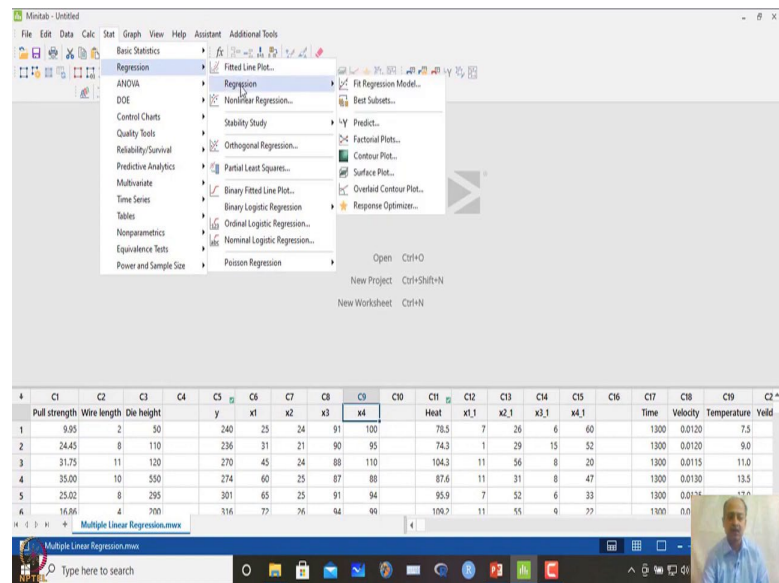 Minitab - Untitled
File Edit Data Calc Stat Graph View Help Assistant Additional Tools
Basic Statistics
Regression
ANOVA
DOE
Control Charts
Quality Tools
Reliability/Survival
Predictive Analytics
Multivariate
Time Series
Tables
Nonparametrics
Equivalence Tests
Power and Sample Size
Fitted Line Plot...
Regression
Nonlinear Regression...
Stability Study
Orthogonal Regression...
Partial Least Squares...
Binary Fitted Line Plot...
Binary Logistic Regression
Ordinal Logistic Regression...
Nominal Logistic Regression...
Poisson Regression
Fit Regression Model...
Best Subsets...
Predict...
Factorial Plots...
Contour Plot...
Surface Plot...
Overlaid Contour Plot...
Response Optimizer...
Open Ctrl+O
New Project Ctrl+Shift+N
New Worksheet Ctrl+N
C1 C2 C3 C4 C5 C6 C7 C8 C9 C10 C11 C12 C13 C14 C15 C16 C17 C18 C19
Pull strength Wire length Die height y x1 x2 x3 x4 Heat x1_1 x2_1 x3_1 x4_1 Time Velocity Temperature Yeild
1 9.95 2 50 240 25 24 91 100 78.5 7 26 6 60 1300 0.0120 7.5
2 24.45 8 110 236 31 21 90 95 74.3 1 29 15 52 1300 0.0120 9.0
3 31.75 11 120 270 45 24 88 110 104.3 11 56 8 20 1300 0.0115 11.0
4 35.00 10 550 274 60 25 87 88 87.6 11 31 8 47 1300 0.0130 13.5
5 25.02 8 295 301 65 25 91 94 95.9 7 52 6 33 1300
6 16.86 4 200 316 72 26 94 99 109.2 11 55 9 22 1300
Multiple Linear Regression.mwx
Multiple Linear Regression.mwx
Type here to search
NPTEL